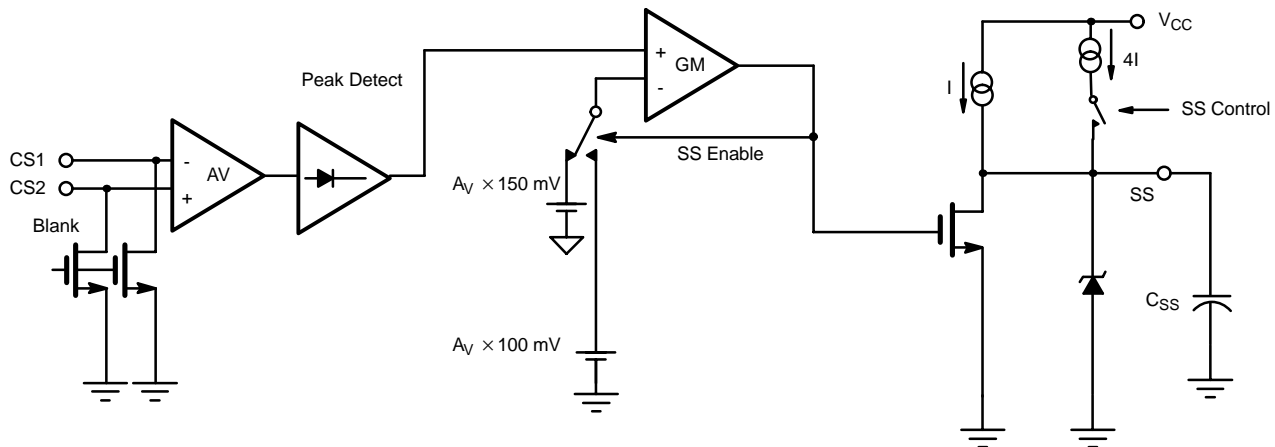 V_CC
GM
+
-
4I
I
Peak Detect
SS Control
SS Enable
CS1
CS2
-
+
AV
A_V × 150 mV
SS
Blank
C_SS
A_V × 100 mV